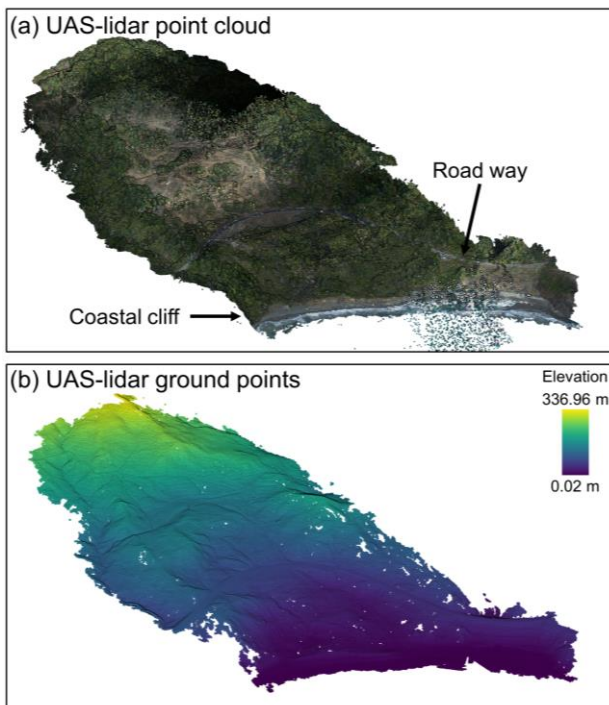 (a) UAS-lidar point cloud
Road way
Coastal cliff
(b) UAS-lidar ground points
Elevation
336.96 m
0.02 m